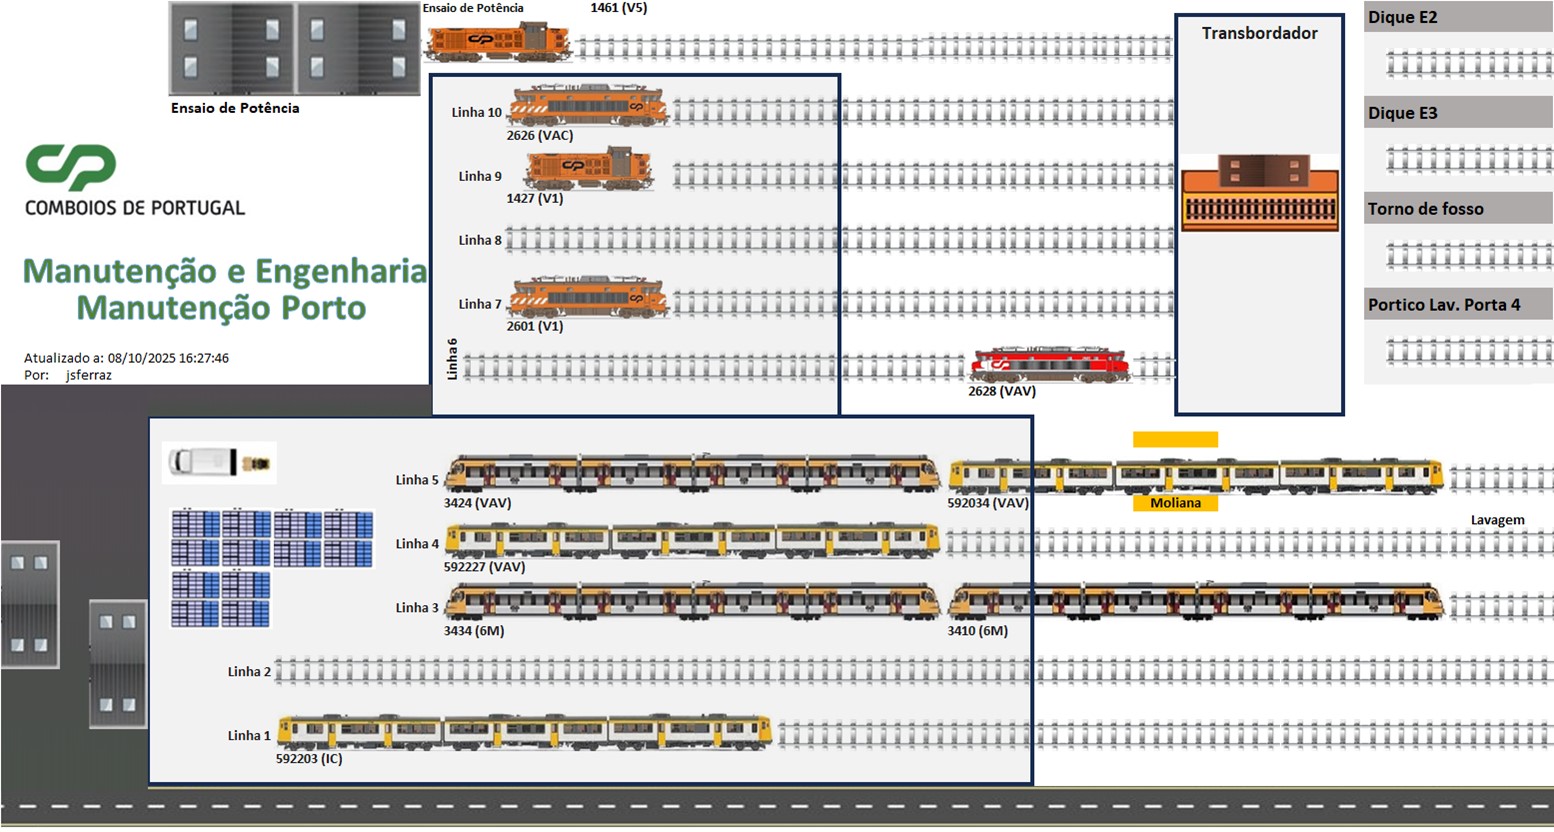 Ensaio de Potência
1461 (V5)
Ensaio de Potência
Transbordador
Dique E2
Dique E3
Torno de fosso
Portico Lav. Porta 4
Linha 10
2626 (VAC)
Linha 9
1427 (V1)
Linha 8
Linha 7
2601 (V1)
Linha 6
2628 (VAV)
CP
COMBOIOS DE PORTUGAL
Manutenção e Engenharia
Manutenção Porto
Atualizado a: 08/10/2025 16:27:46
Por: jsferraz
Linha 5
3424 (VAV)
592034 (VAV)
Moliana
Lavagem
Linha 4
592227 (VAV)
Linha 3
3434 (6M)
3410 (6M)
Linha 2
Linha 1
592203 (IC)